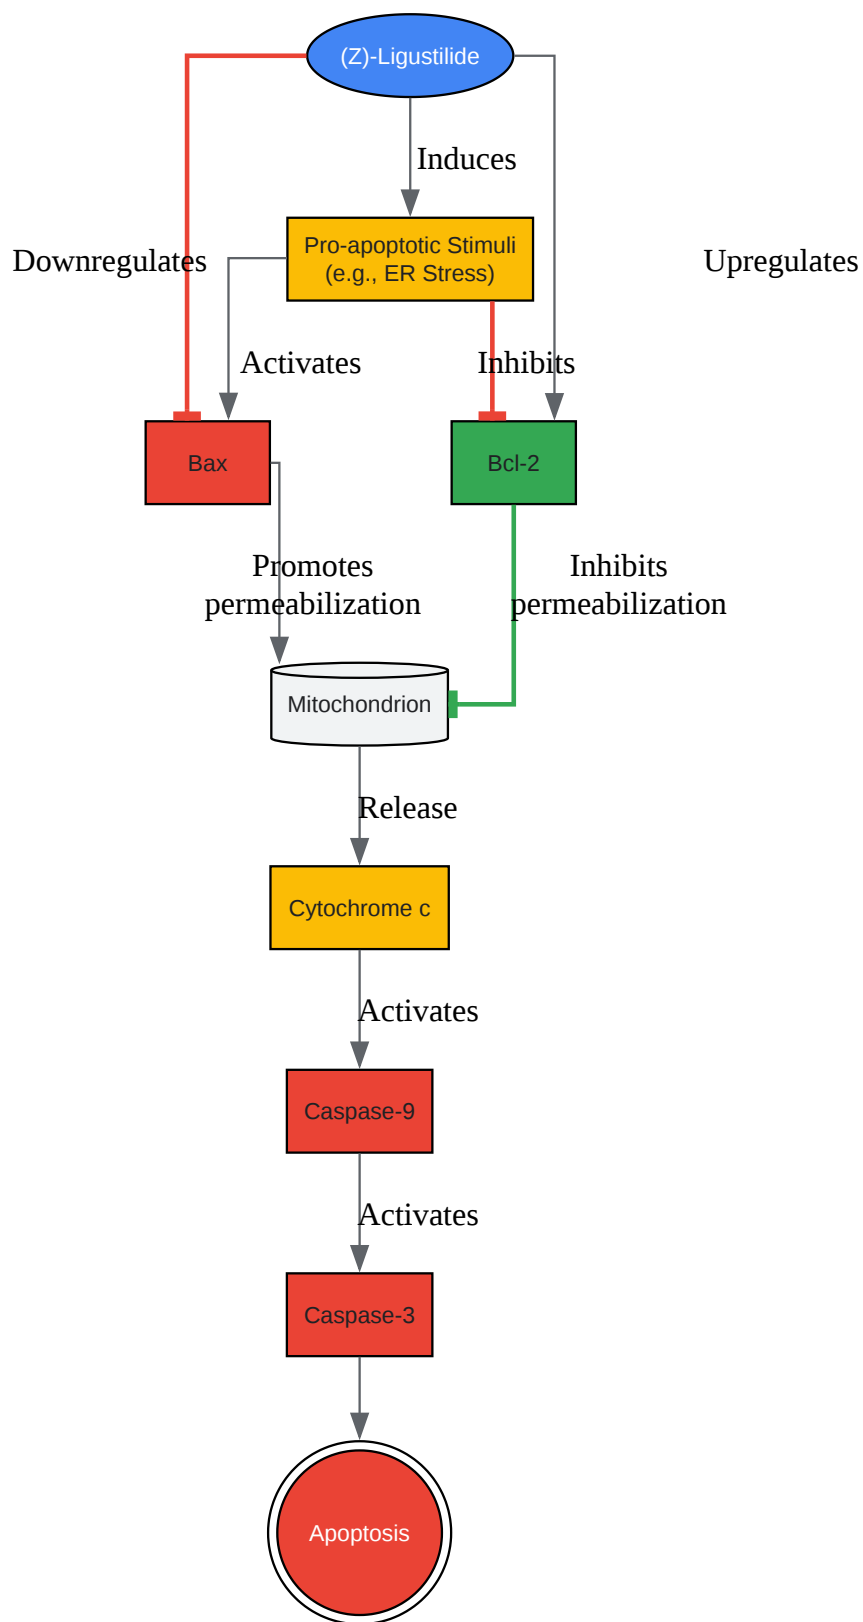 (Z)-Ligustilide
Induces
Pro-apoptotic Stimuli
(e.g., ER Stress)
Downregulates
Upregulates
Activates
Inhibits
Bax
Bcl-2
Promotes
permeabilization
Inhibits
permeabilization
Mitochondrion
Release
Cytochrome c
Activates
Caspase-9
Activates
Caspase-3
Apoptosis